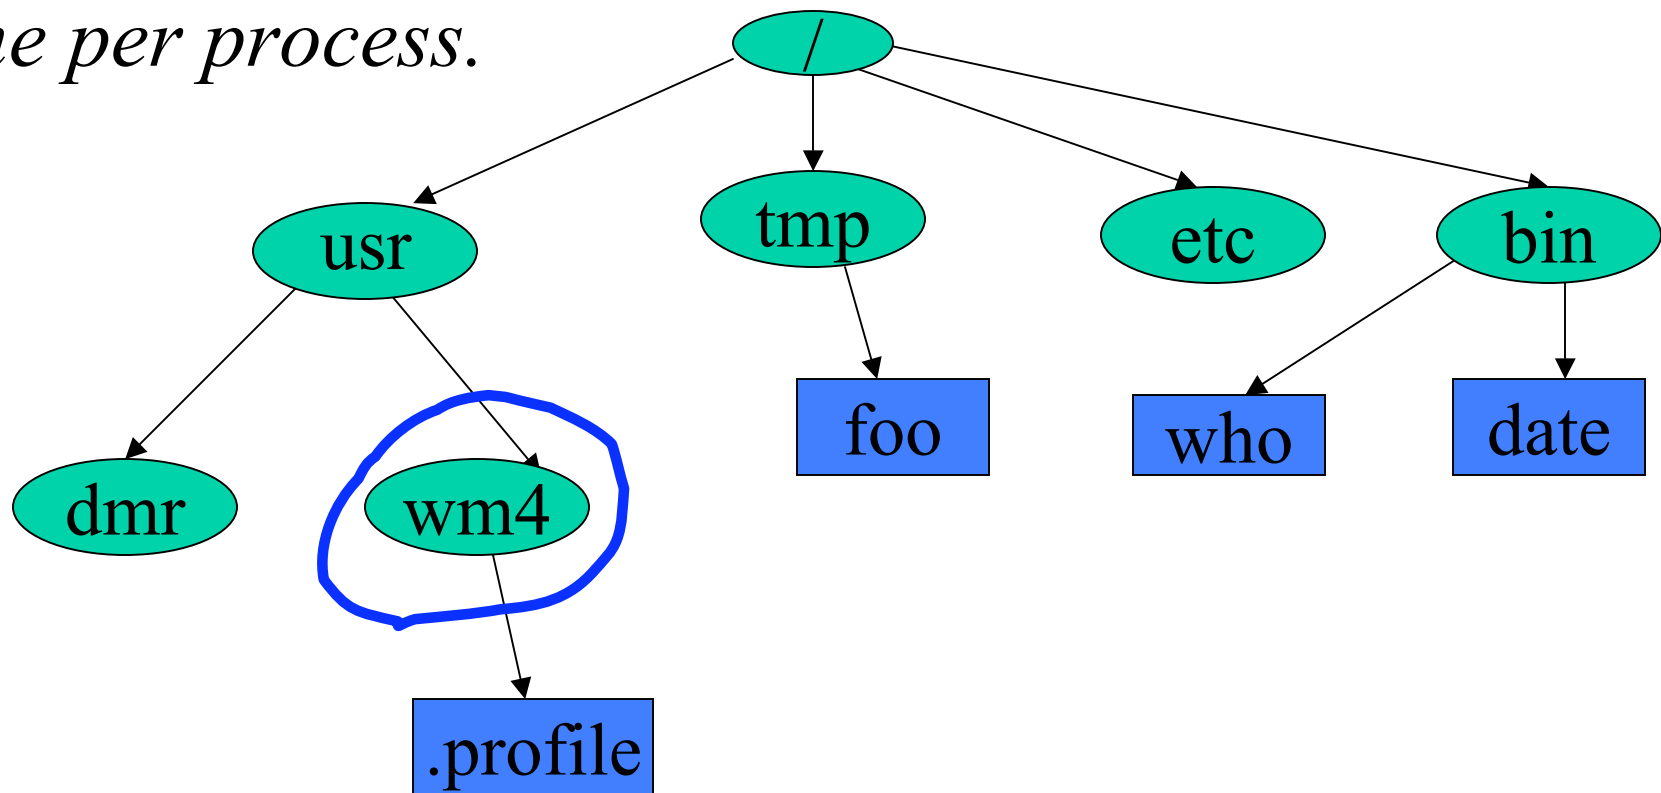 ne per process.
/
usr
tmp
etc
bin
foo
who
date
dmr
wm4
.profile